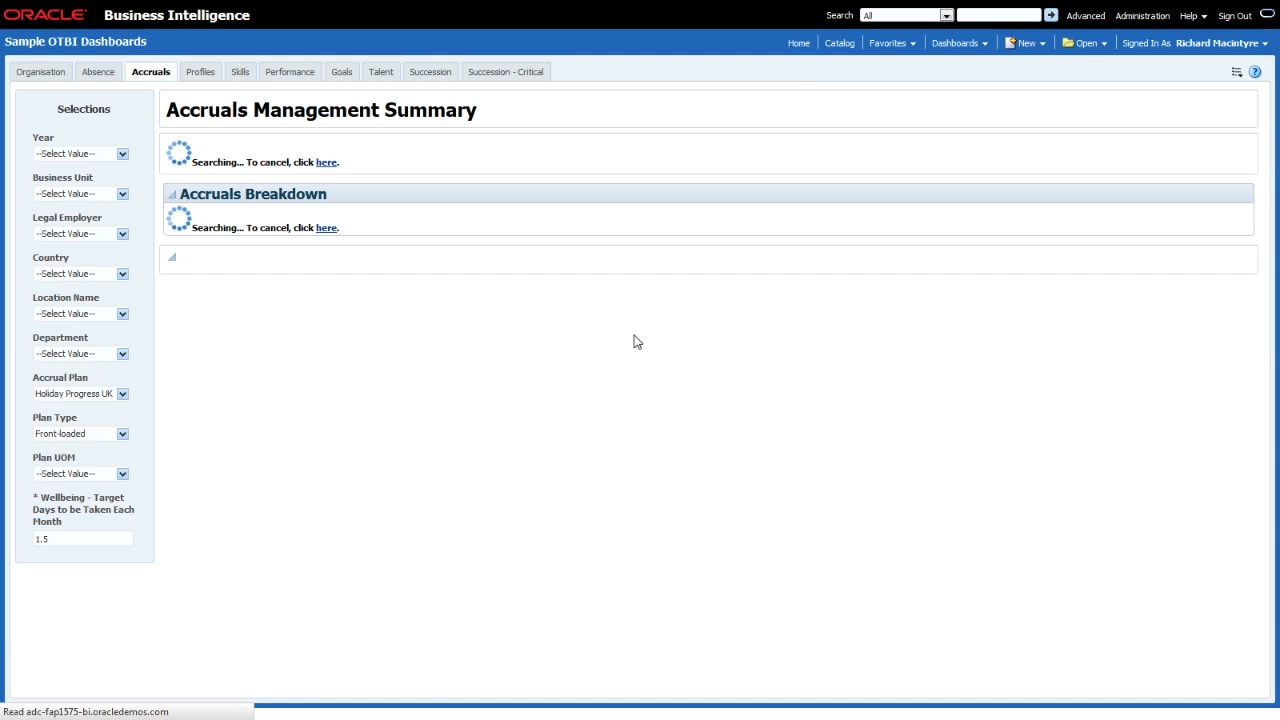 ORACLE Business Intelligence
Search All Advanced Administration Help Sign Out
Sample OTBI Dashboards
Home Catalog Favorites Dashboards New Open Signed In As Richard Macintyre
Organisation Absence Accruals Profiles Skills Performance Goals Talent Succession Succession - Critical
Selections
Year
--Select Value--
Business Unit
--Select Value--
Legal Employer
--Select Value--
Country
--Select Value--
Location Name
--Select Value--
Department
--Select Value--
Accrual Plan
Holiday Progress UK
Plan Type
Front-loaded
Plan UOM
--Select Value--
* Wellbeing - Target
Days to be Taken Each
Month
1.5
Accruals Management Summary
Searching... To cancel, click here.
Accruals Breakdown
Searching... To cancel, click here.
Read adc-fap1575-bi.oracledemos.com